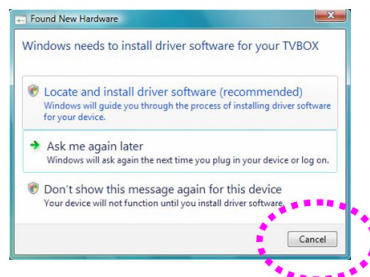 Found New Hardware
Windows needs to install driver software for your TVBOX
Locate and install driver software (recommended)
Windows will guide you through the process of installing driver software
for your device.
Ask me again later
Windows will ask again the next time you plug in your device or log on.
Don't show this message again for this device
Your device will not function until you install driver software.
Cancel